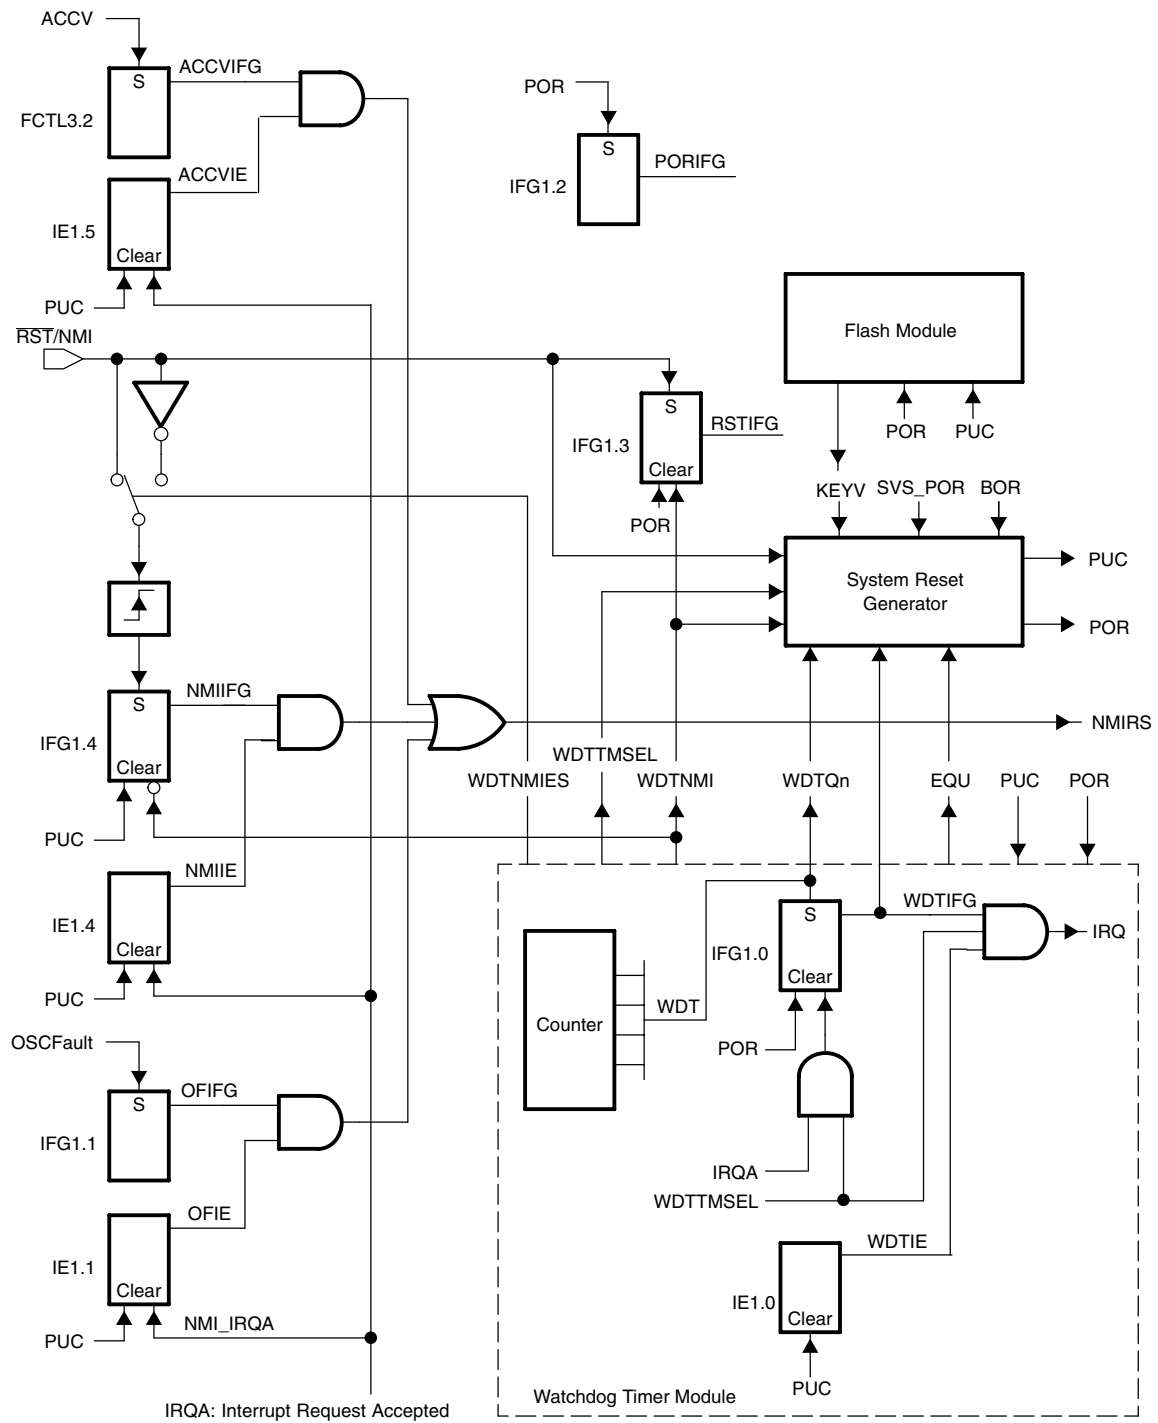 ACCV
S
ACCVIFG
FCTL3.2
ACCVIE
IE1.5
Clear
PUC
POR
S
PORIFG
IFG1.2
Flash Module
POR
PUC
RST/NMI
S
RSTIFG
IFG1.3
Clear
POR
KEYV
SVS_POR
BOR
System Reset
Generator
PUC
POR
S
NMIIFG
IFG1.4
Clear
PUC
NMIRS
WDTTMSEL
WDTNMIES
WDTNMI
WDTQn
EQU
PUC
POR
NMIIE
IE1.4
Clear
PUC
OSCFault
S
OFIFG
IFG1.1
OFIE
IE1.1
Clear
PUC
NMI_IRQA
S
WDTIFG
IFG1.0
Clear
IRQ
Counter
WDT
POR
IRQA
WDTTMSEL
WDTIE
IE1.0
Clear
PUC
Watchdog Timer Module
IRQA: Interrupt Request Accepted